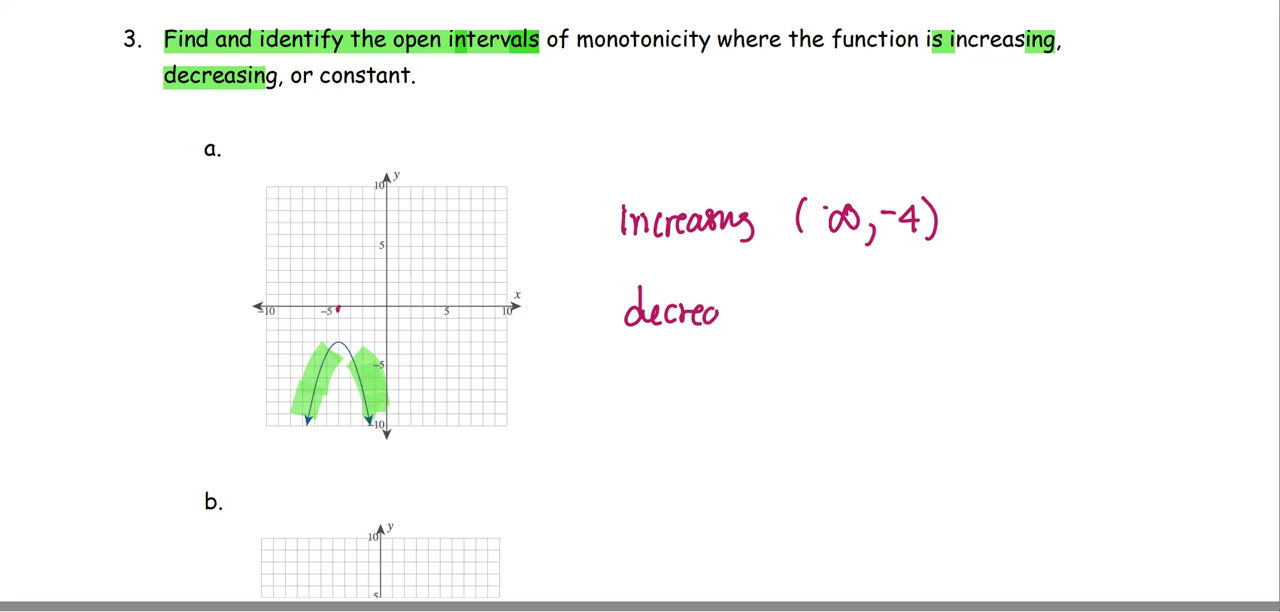 3. Find and identify the open intervals of monotonicity where the function is increasing,
decreasing, or constant.
a.
y
10
5
x
-10
-5
5
10
-5
-10
Increasing (-∞,-4)
decrea
b.
y
10
5